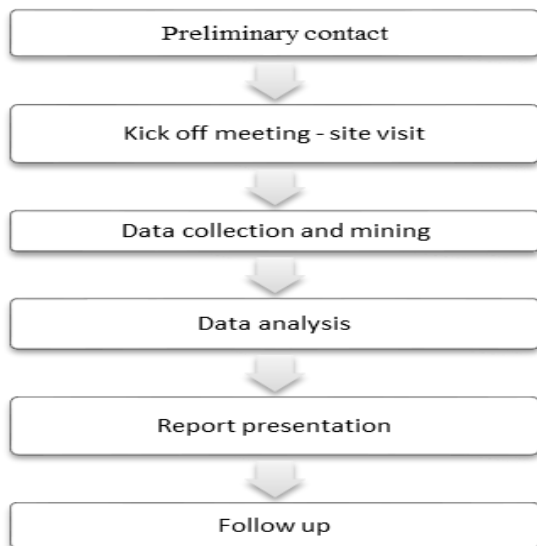 Preliminary contact
Kick off meeting - site visit
Data collection and mining
Data analysis
Report presentation
Follow up